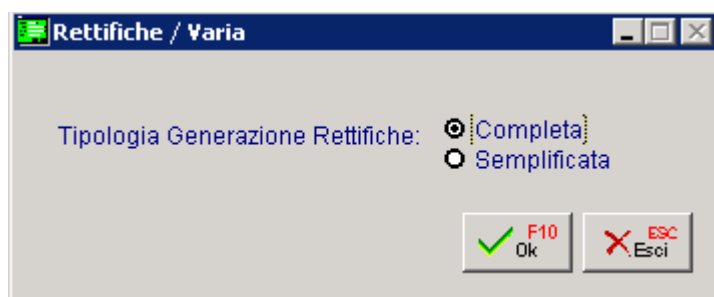 Rettifiche / Varia
Tipologia Generazione Rettifiche:
Completa
Semplificata
F10
Ok
ESC
Esci